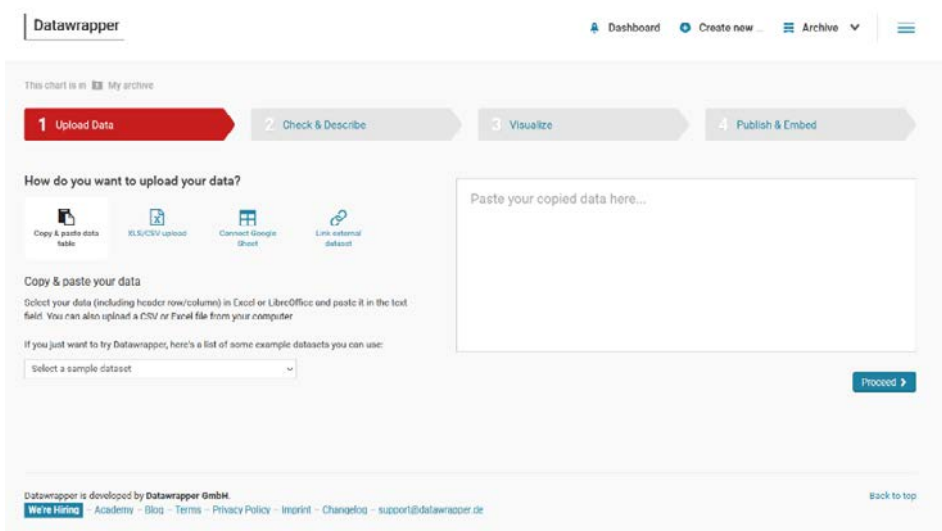 Datawrapper
Dashboard Create new ... Archive
This chart is in My archive
1 Upload Data
2 Check & Describe
3 Visualize
4 Publish & Embed
How do you want to upload your data?
Copy & paste data table
XLS/CSV upload
Connect Google Sheet
Link external dataset
Paste your copied data here...
Copy & paste your data
Select your data (including header row/column) in Excel or LibreOffice and paste it in the text
field. You can also upload a CSV or Excel file from your computer
If you just want to try Datawrapper, here's a list of some example datasets you can use:
Select a sample dataset
Proceed
Datawrapper is developed by Datawrapper GmbH.
Back to top
We're Hiring – Academy – Blog – Terms – Privacy Policy – Imprint – Changelog – support@datawrapper.de